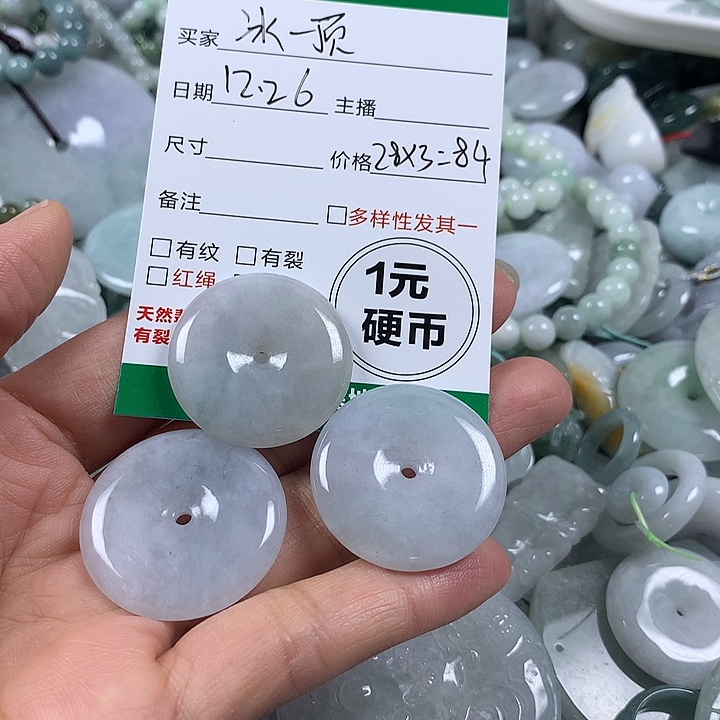 买家 冰一顶
日期 12.26 主播
尺寸 价格 28×3=84
备注 □多样性发其一
□有纹 □有裂
□红绳
天然
有裂
1元
硬币